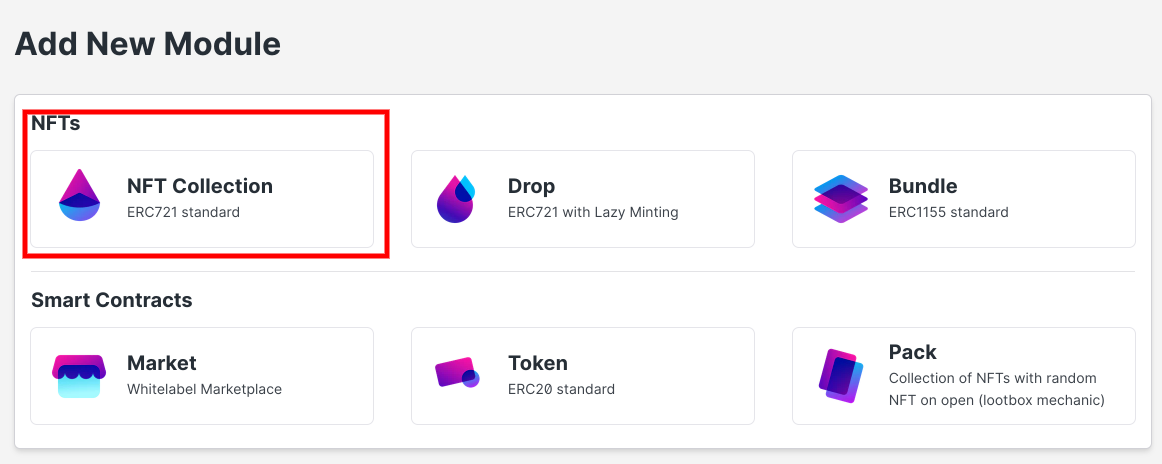 Add New Module
NFTs
NFT Collection
ERC721 standard
Drop
ERC721 with Lazy Minting
Bundle
ERC1155 standard
Smart Contracts
Market
Whitelabel Marketplace
Token
ERC20 standard
Pack
Collection of NFTs with random
NFT on open (lootbox mechanic)